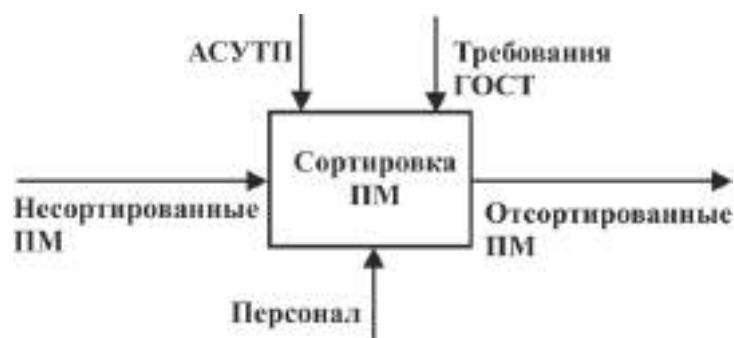 АСУТП
Требования
ГОСТ
Сортировка
ПМ
Несортированные
ПМ
Отсортированные
ПМ
Персонал